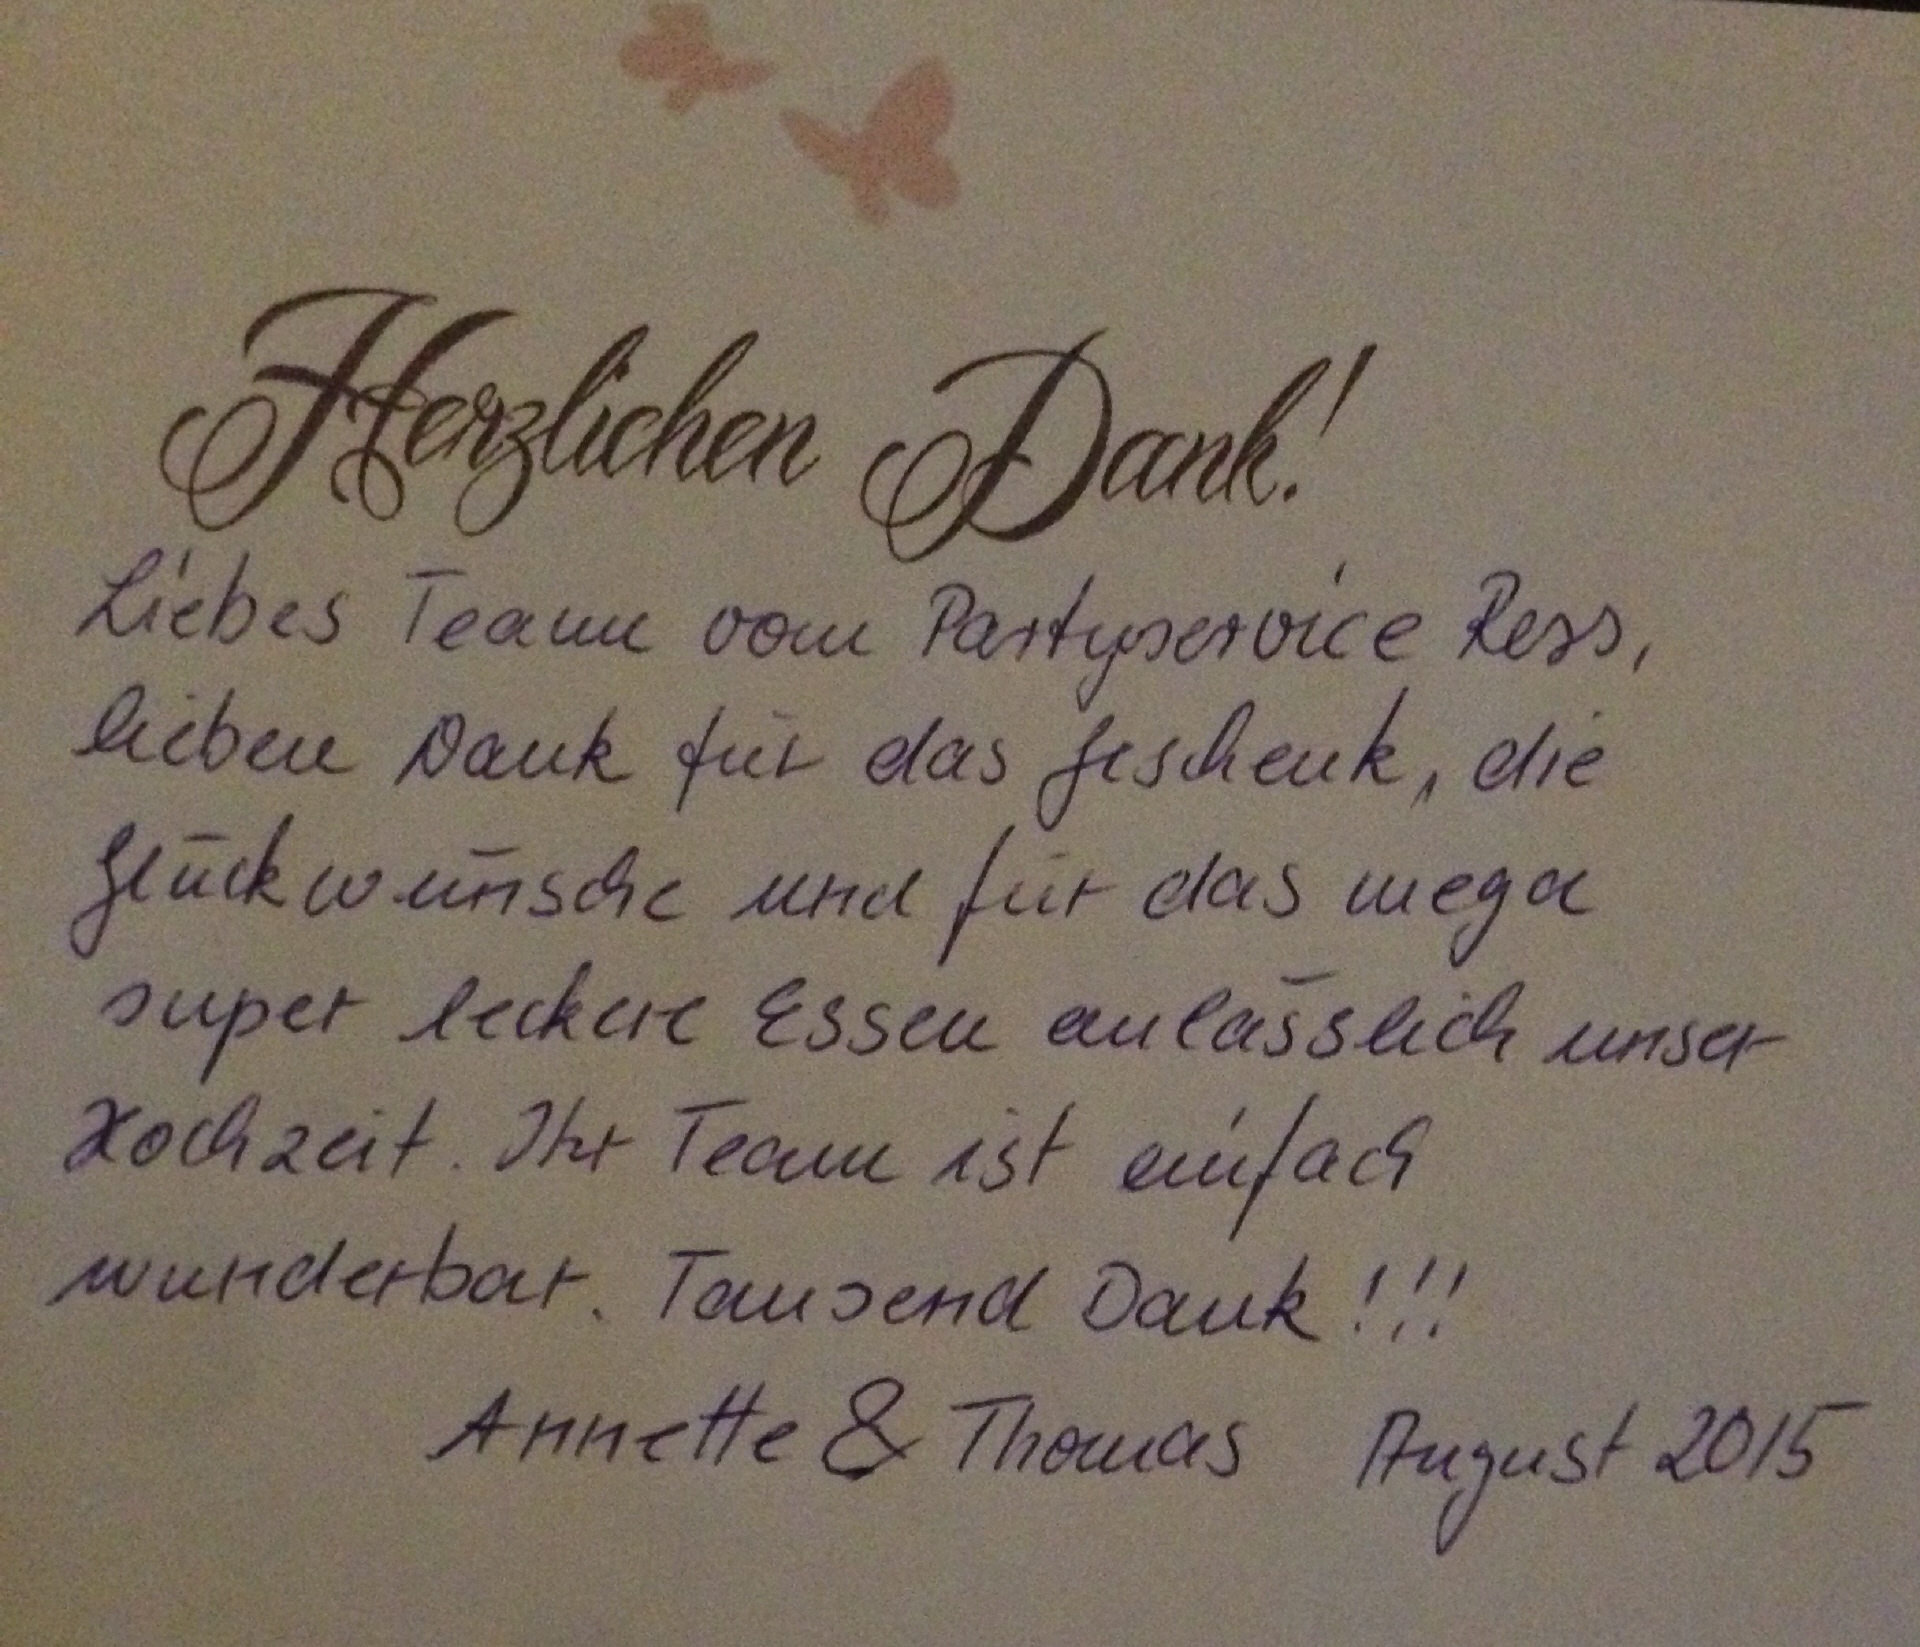 Herzlichen Dank!
Liebes Team vom Partyservice Ress,
lieben Dank für das Geschenk, die
Glückwünsche und für das mega
super leckere Essen anlässlich unser
Hochzeit. Ihr Team ist einfach
wunderbar. Tausend Dank!!!
Annette & Thomas August 2015